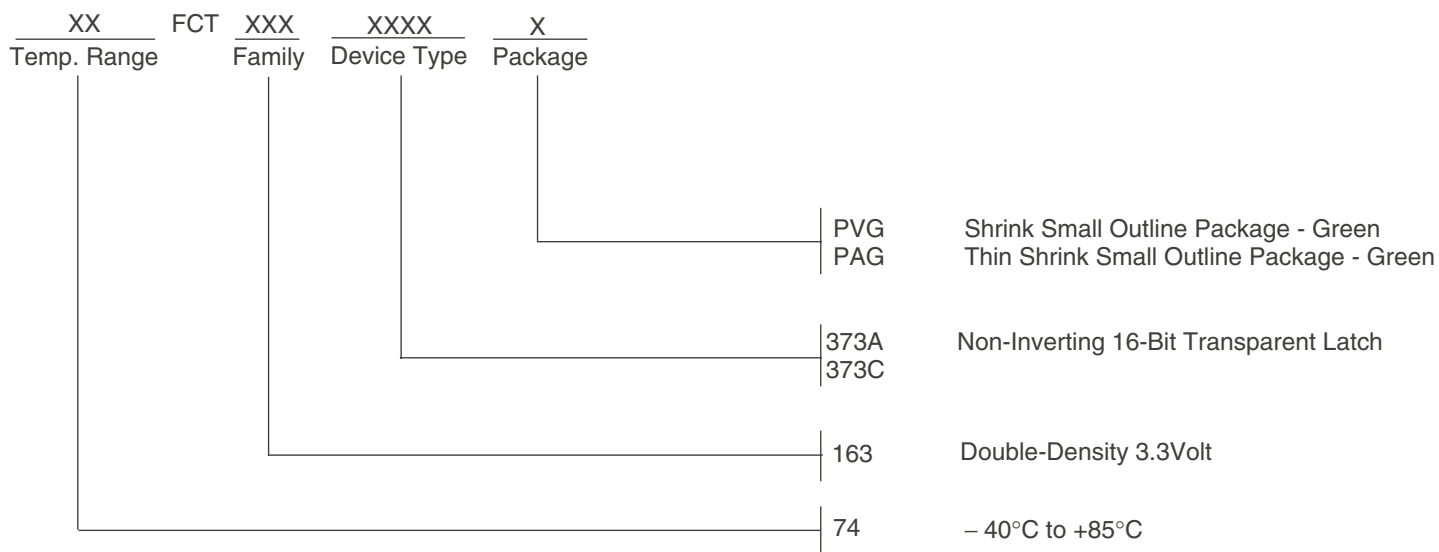 XX FCT XXX XXXX X
Temp. Range Family Device Type Package
PVG Shrink Small Outline Package - Green
PAG Thin Shrink Small Outline Package - Green
373A Non-Inverting 16-Bit Transparent Latch
373C
163 Double-Density 3.3Volt
74 – 40°C to +85°C